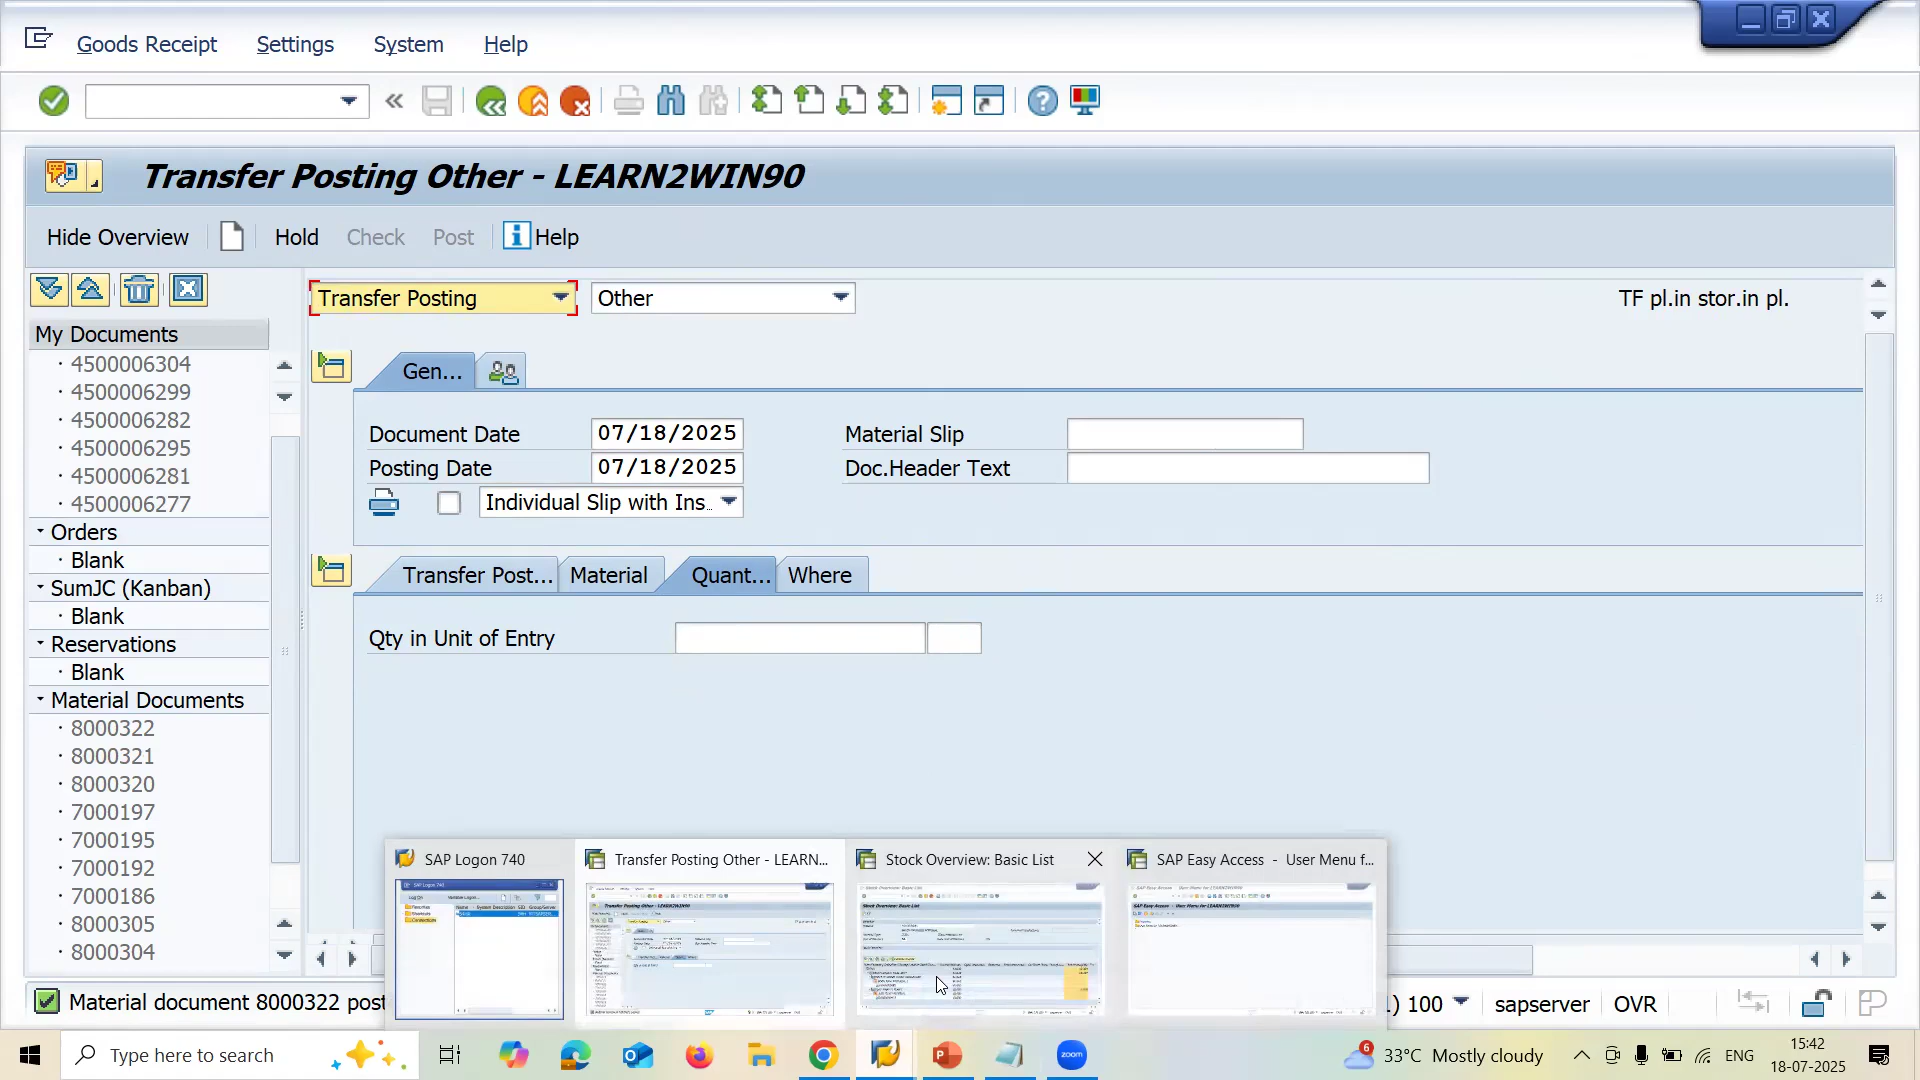 Goods Receipt Settings System Help
Transfer Posting Other - LEARN2WIN90
Hide Overview Hold Check Post Help
Transfer Posting Other TF pl.in stor.in pl.
My Documents
4500006304
4500006299
4500006282
4500006295
4500006281
4500006277
Orders
Blank
SumJC (Kanban)
Blank
Reservations
Blank
Material Documents
8000322
8000321
8000320
7000197
7000195
7000192
7000186
8000305
8000304
Gen...
Document Date 07/18/2025 Material Slip
Posting Date 07/18/2025 Doc.Header Text
Individual Slip with Ins..
Transfer Post... Material Quant... Where
Qty in Unit of Entry
SAP Logon 740 Transfer Posting Other - LEARN... Stock Overview: Basic List SAP Easy Access - User Menu f...
Material document 8000322 post
) 100 sapserver OVR
Type here to search zoom 6 33°C Mostly cloudy ENG 15:42
18-07-2025